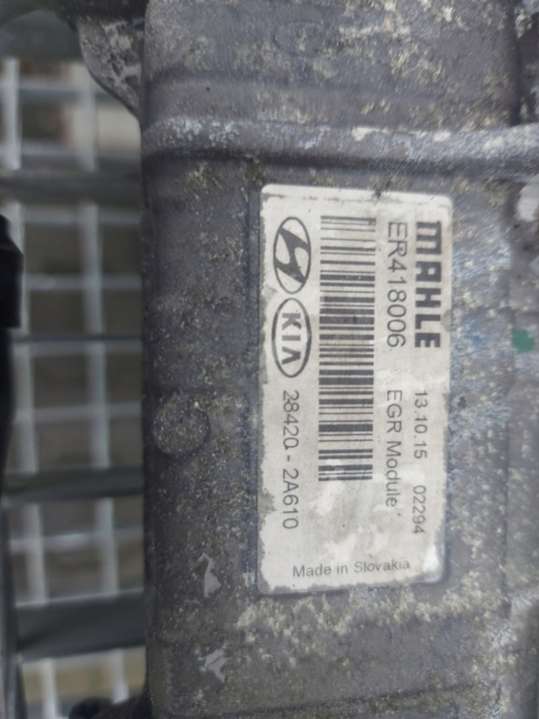 MAHLE 13.10.15 02294
ER418006 EGR Module
KIA 28420-2A610
Made in Slovakia